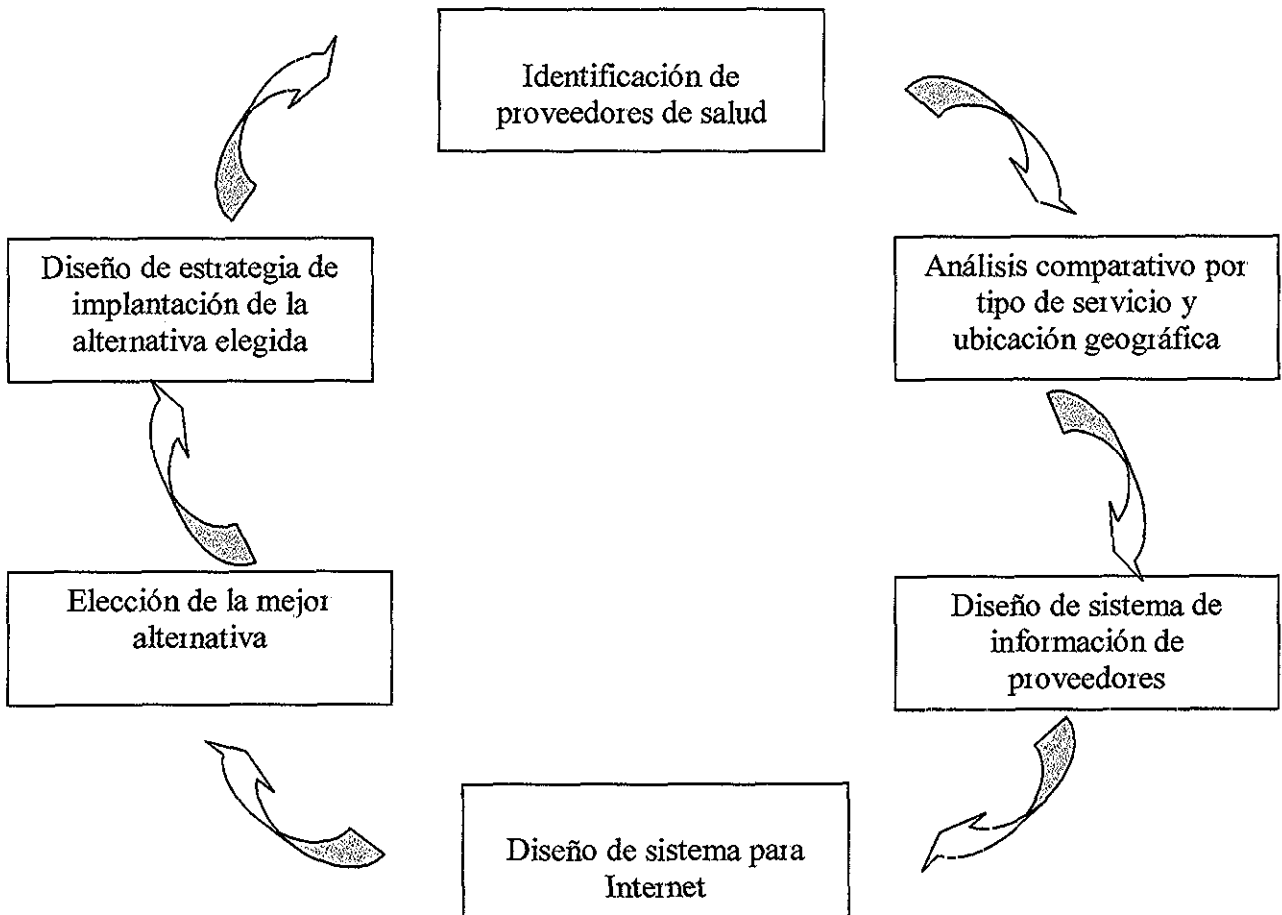 Identificación de
proveedores de salud
Diseño de estrategia de
implantación de la
alternativa elegida
Análisis comparativo por
tipo de servicio y
ubicación geográfica
Elección de la mejor
alternativa
Diseño de sistema de
información de
proveedores
Diseño de sistema para
Internet